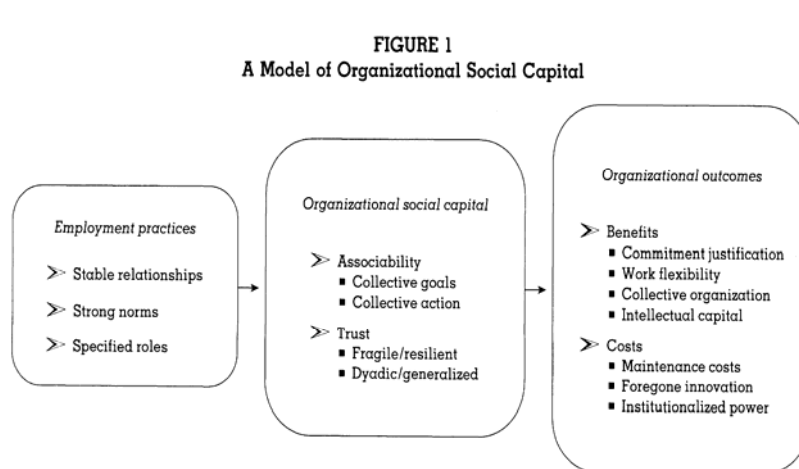 FIGURE 1
A Model of Organizational Social Capital
Employment practices
Stable relationships
Strong norms
Specified roles
Organizational social capital
Associability
Collective goals
Collective action
Trust
Fragile/resilient
Dyadic/generalized
Organizational outcomes
Benefits
Commitment justification
Work flexibility
Collective organization
Intellectual capital
Costs
Maintenance costs
Foregone innovation
Institutionalized power